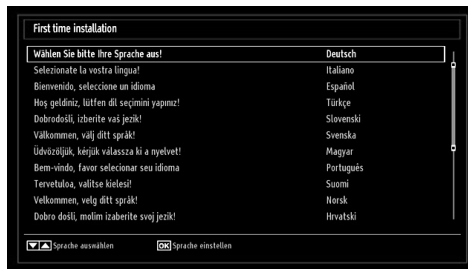 First time installation
Wählen Sie bitte Ihre Sprache aus! Deutsch
Selezionate la vostra lingua! Italiano
Bienvenido, seleccione un idioma Español
Hoş geldiniz, lütfen dil seçimini yapınız! Türkçe
Dobrodošli, izberite vaš jezik! Slovenski
Välkommen, välj ditt språk! Svenska
Üdvözöljük, kérjük válassza ki a nyelvet! Magyar
Bem-vindo, favor selecionar seu idioma Português
Tervetuloa, valitse kielesi! Suomi
Velkommen, velg ditt språk! Norsk
Dobro došli, molim izaberite svoj jezik! Hrvatski
Sprache auswählen OK Sprache einstellen